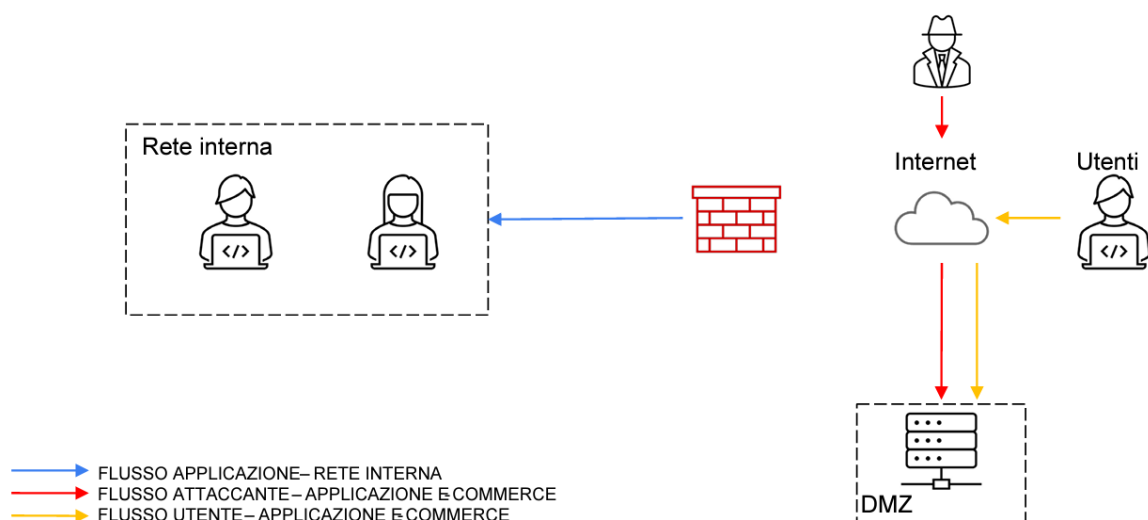 Rete interna
</>
</>
Internet
Utenti
</>
DMZ
FLUSSO APPLICAZIONE– RETE INTERNA
FLUSSO ATTACCANTE – APPLICAZIONE E-COMMERCE
FLUSSO UTENTE – APPLICAZIONE E-COMMERCE